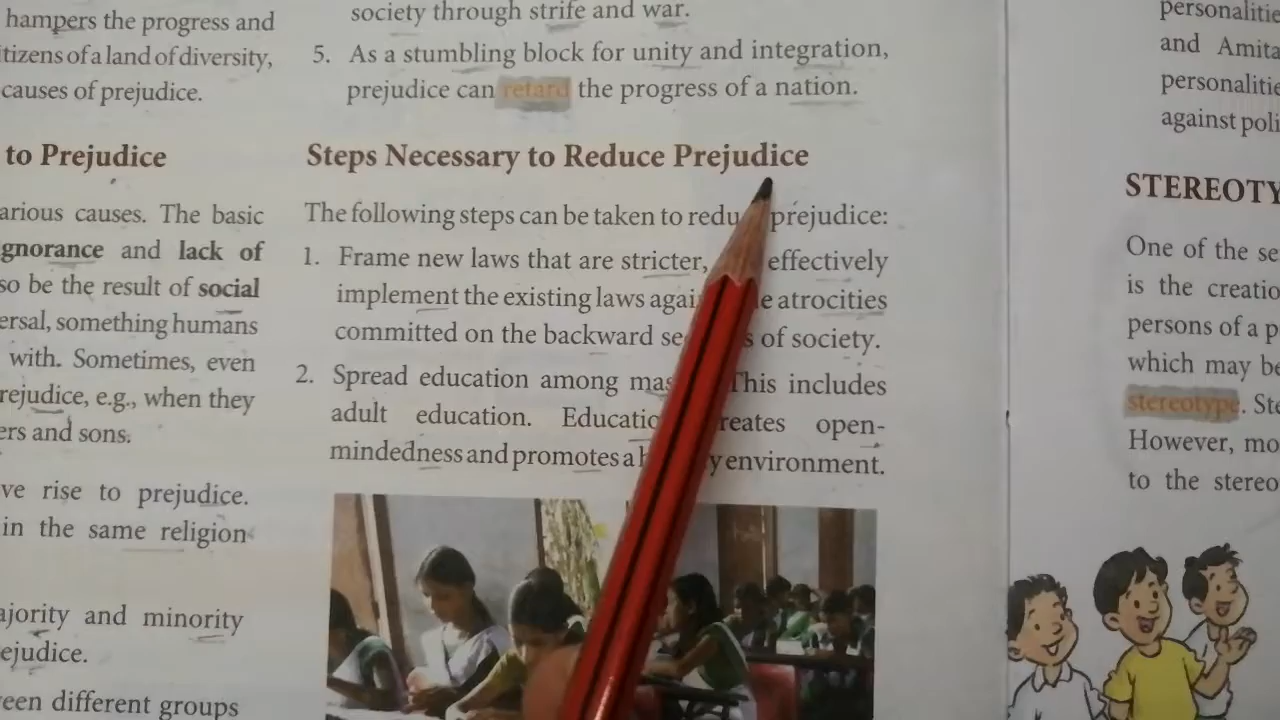 hampers the progress and
tizens of a land of diversity,
causes of prejudice.
to Prejudice
arious causes. The basic
gnorance and lack of
so be the result of social
ersal, something humans
with. Sometimes, even
rejudice, e.g., when they
ers and sons.
ve rise to prejudice.
in the same religion
ajority and minority
ejudice.
een different groups
society through strife and war.
5. As a stumbling block for unity and integration,
prejudice can retard the progress of a nation.
Steps Necessary to Reduce Prejudice
The following steps can be taken to redu prejudice:
1. Frame new laws that are stricter, effectively
implement the existing laws agai e atrocities
committed on the backward se s of society.
2. Spread education among mas This includes
adult education. Educatio reates open-
mindedness and promotes a h y environment.
personalitie
and Amita
personalitie
against poli
STEREOTY
One of the se
is the creatio
persons of a p
which may be
stereotype. Ste
However, mo
to the stereo